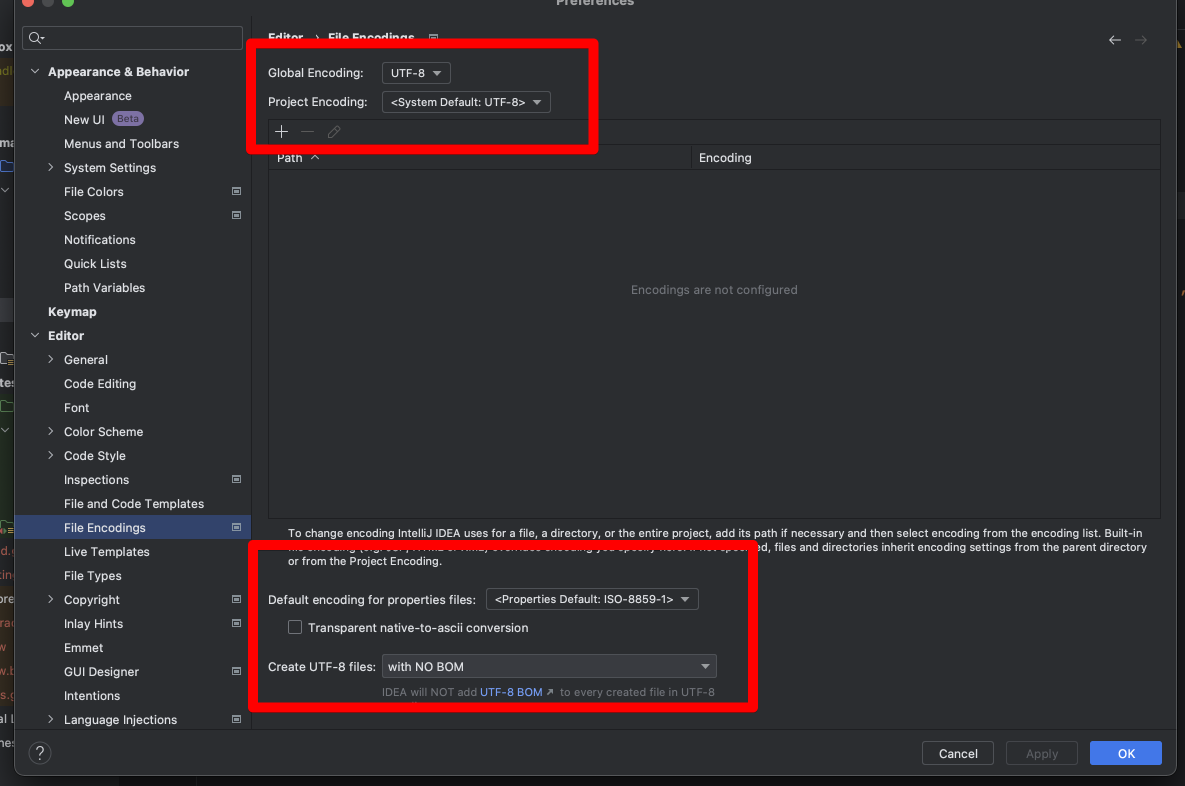 Preferences
Editor › File Encodings
Global Encoding: UTF-8
Project Encoding: <System Default: UTF-8>
Path
Encoding
Encodings are not configured
To change encoding IntelliJ IDEA uses for a file, a directory, or the entire project, add its path if necessary and then select encoding from the encoding list. Built-in
files and directories inherit encoding settings from the parent directory
or from the Project Encoding.
Default encoding for properties files: <Properties Default: ISO-8859-1>
Transparent native-to-ascii conversion
Create UTF-8 files: with NO BOM
IDEA will NOT add UTF-8 BOM ↗ to every created file in UTF-8
Appearance & Behavior
Appearance
New UI Beta
Menus and Toolbars
System Settings
File Colors
Scopes
Notifications
Quick Lists
Path Variables
Keymap
Editor
General
Code Editing
Font
Color Scheme
Code Style
Inspections
File and Code Templates
File Encodings
Live Templates
File Types
Copyright
Inlay Hints
Emmet
GUI Designer
Intentions
Language Injections
?
Cancel
Apply
OK